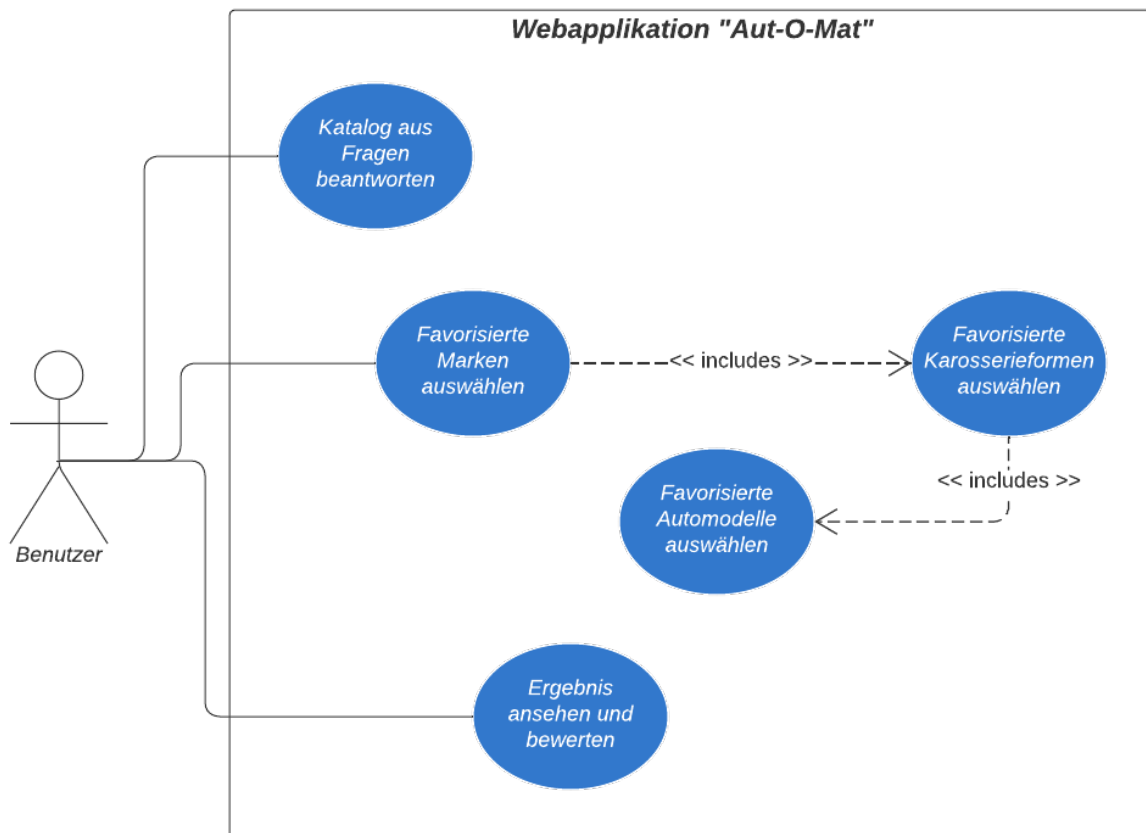 Webapplikation "Aut-O-Mat"
Katalog aus
Fragen
beantworten
Favorisierte
Marken
auswählen
<< includes >>
Favorisierte
Karosserieformen
auswählen
<< includes >>
Favorisierte
Automodelle
auswählen
Benutzer
Ergebnis
ansehen und
bewerten